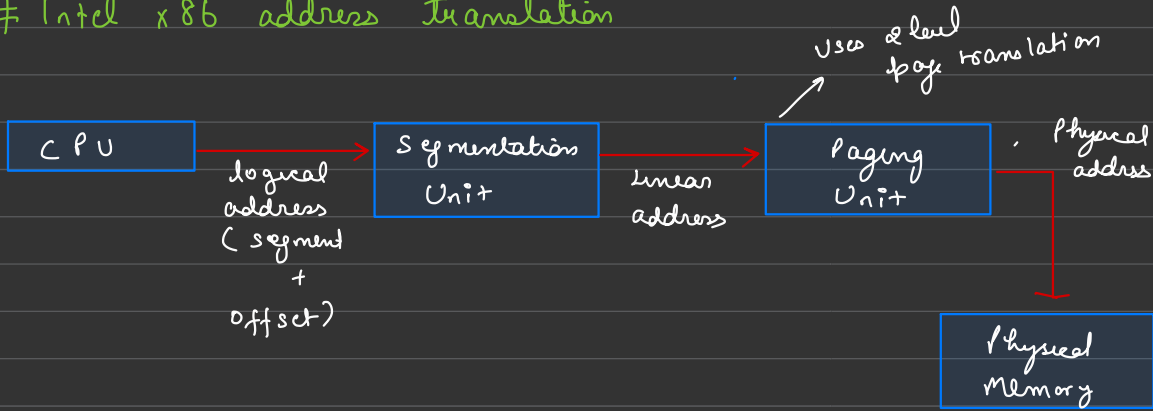 # Intel x86 address translation
Uses 2 level
page translation
CPU
logical
address
( segment
+
offset)
Segmentation
Unit
Linear
address
Paging
Unit
Physical
address
Physical
Memory